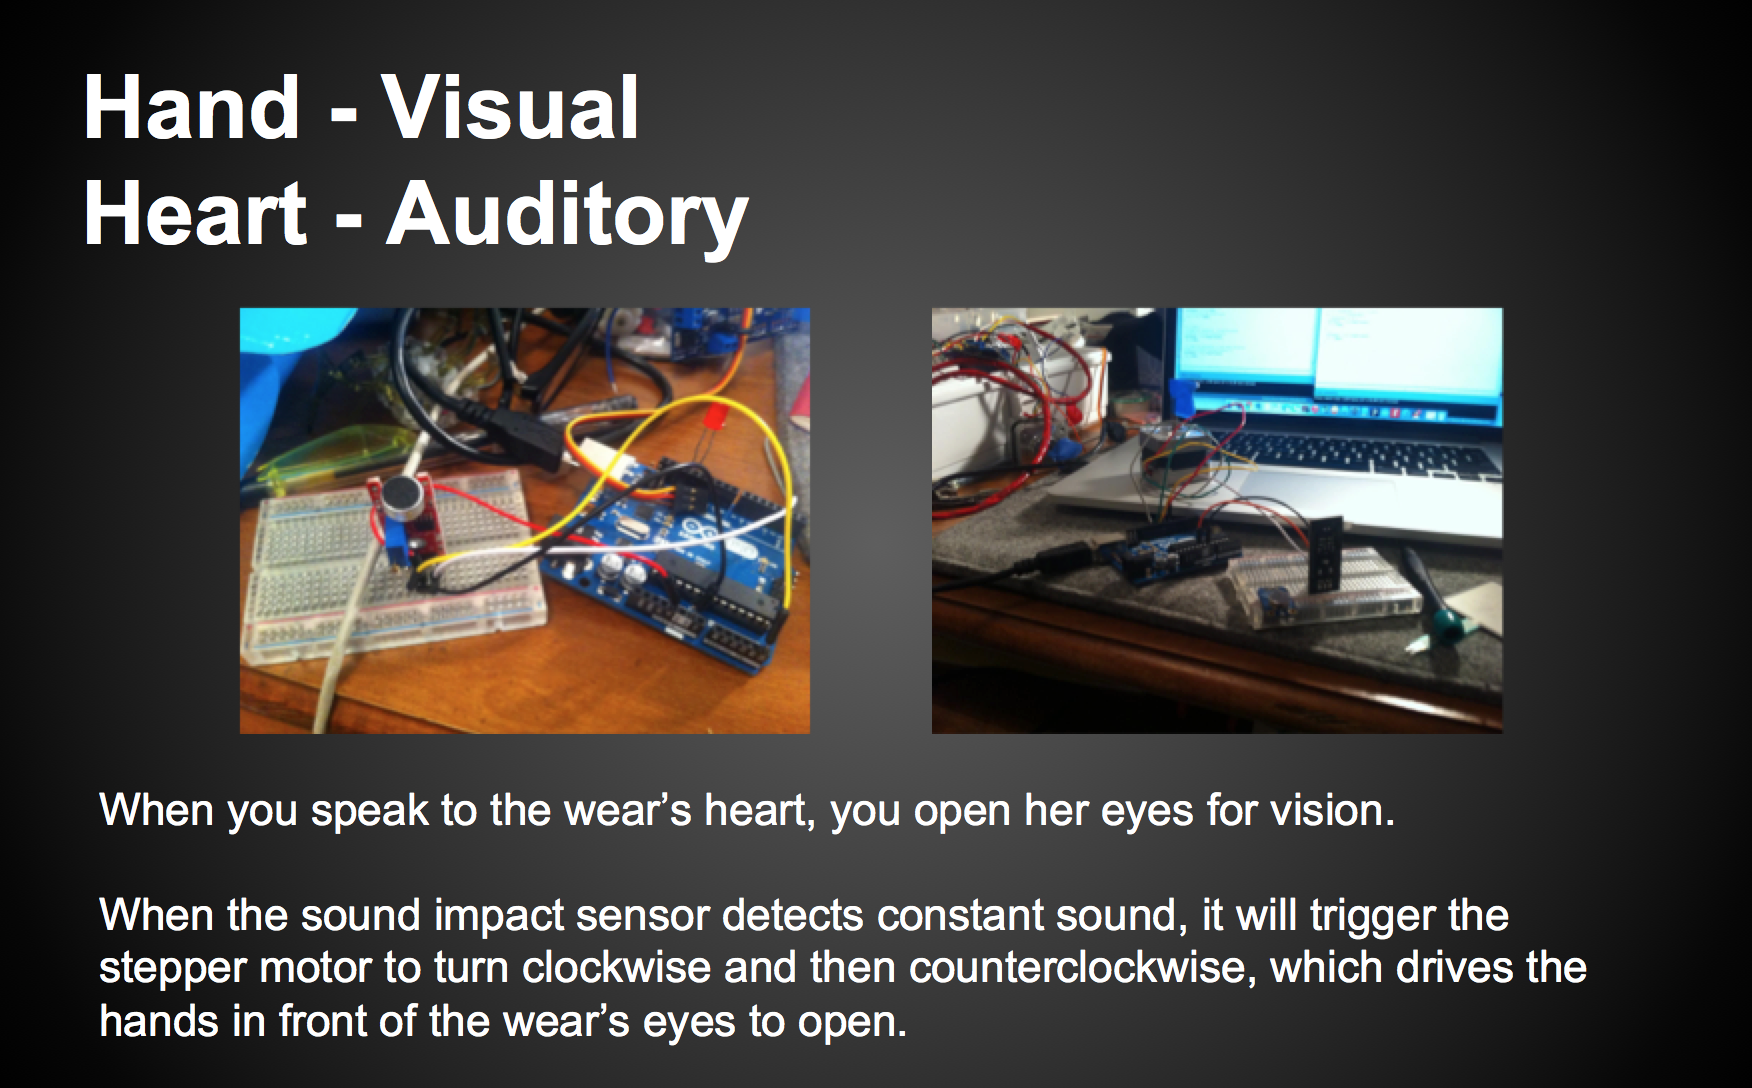 Hand - Visual
Heart - Auditory
When you speak to the wear’s heart, you open her eyes for vision.
When the sound impact sensor detects constant sound, it will trigger the
stepper motor to turn clockwise and then counterclockwise, which drives the
hands in front of the wear’s eyes to open.